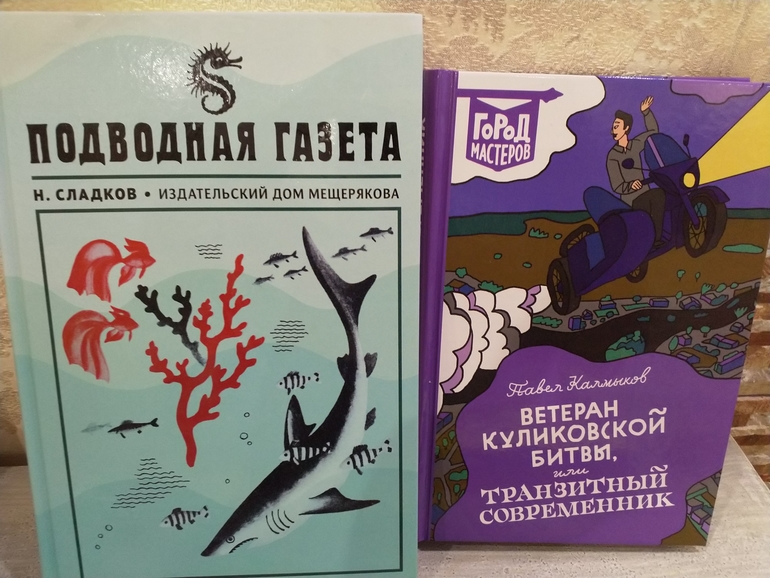 ПОДВОДНАЯ ГАЗЕТА
Н. СЛАДКОВ • ИЗДАТЕЛЬСКИЙ ДОМ МЕЩЕРЯКОВА
ГОРОД
МАСТЕРОВ
Павел Калмыков
ВЕТЕРАН
КУЛИКОВСКОЙ
БИТВЫ,
или
ТРАНЗИТНЫЙ
СОВРЕМЕННИК